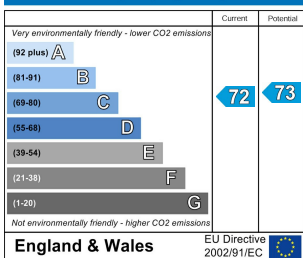 Current Potential
Very environmentally friendly - lower CO2 emissions
(92 plus) A
(81-91) B
(69-80) C
(55-68) D
(39-54) E
(21-38) F
(1-20) G
72 73
Not environmentally friendly - higher CO2 emissions
England & Wales
EU Directive
2002/91/EC